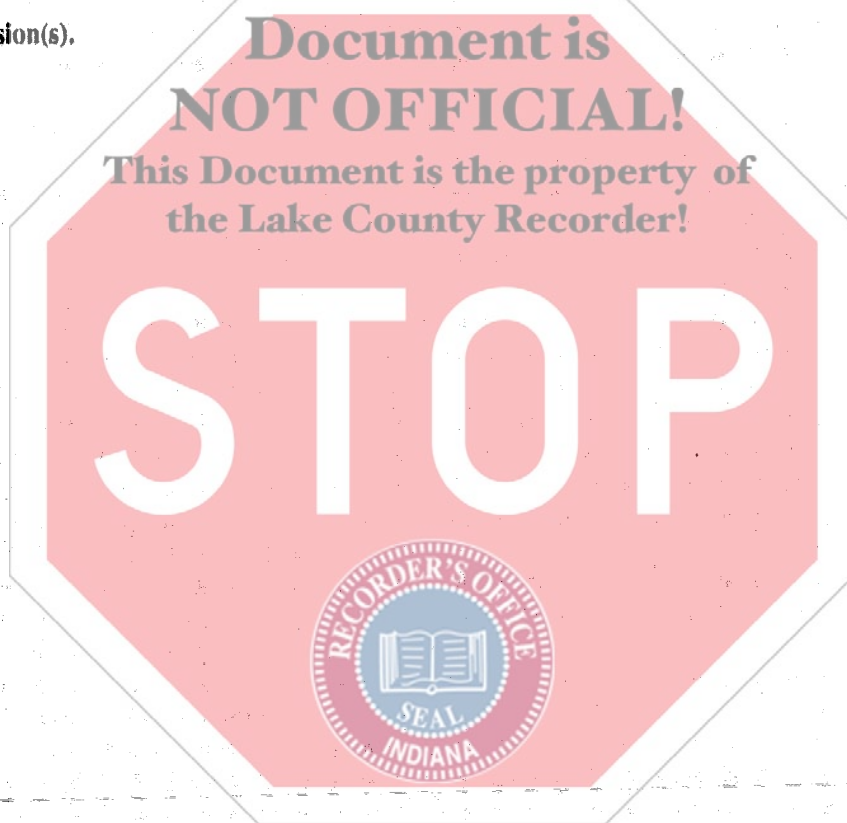 sion(s).
Document is
NOT OFFICIAL!
This Document is the property of
the Lake County Recorder!
STOP
RECORDER'S OFFICE
SEAL
INDIANA